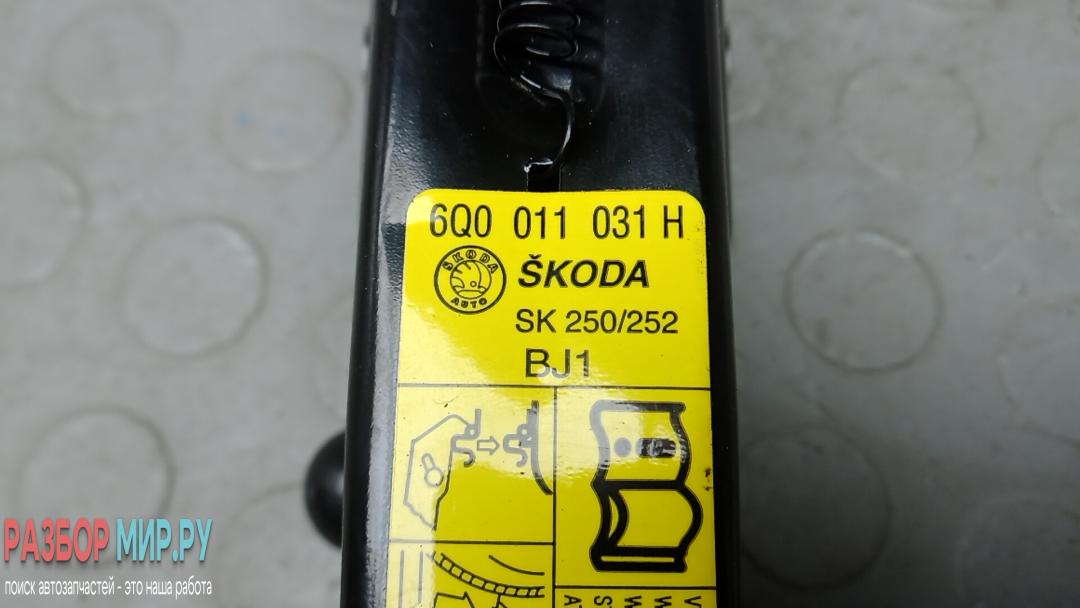 6Q0 011 031 H
ŠKODA AUTO
ŠKODA
SK 250/252
BJ1
РАЗБОР МИР.РУ
поиск автозапчастей - это наша работа